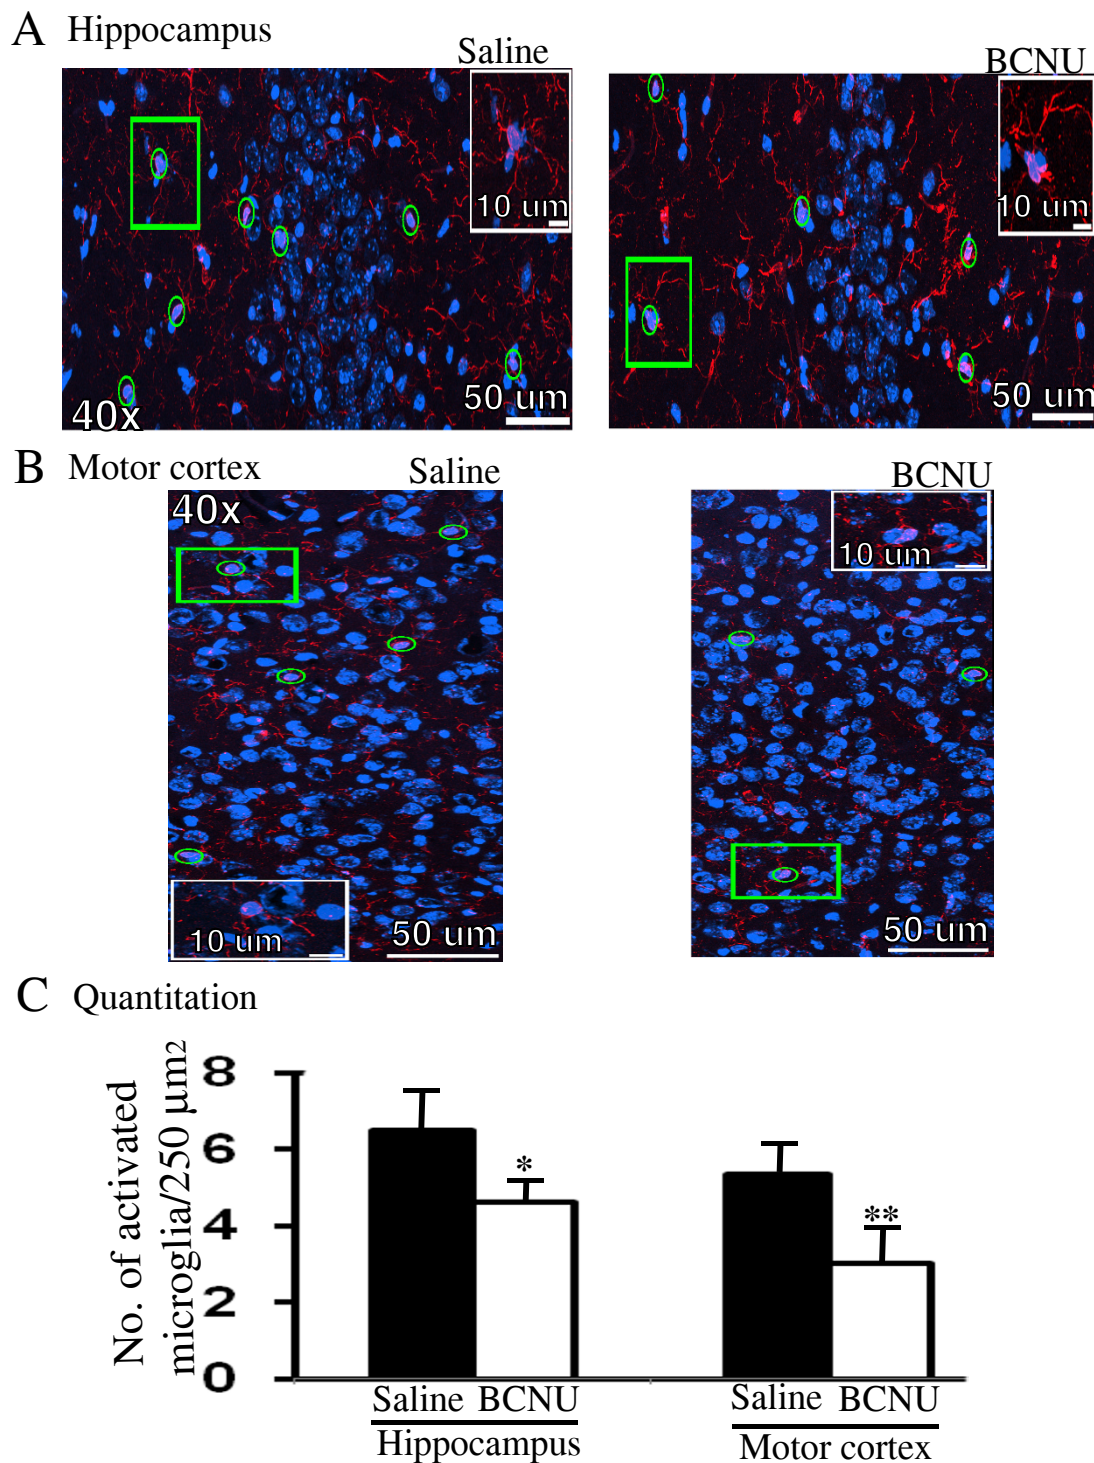 A Hippocampus
Saline
BCNU
10 um
10 um
40x
50 um
50 um
B Motor cortex
Saline
BCNU
40x
10 um
10 um
50 um
50 um
C Quantitation
No. of activated
microglia/250 µm2
8
6
4
2
0
*
**
Saline BCNU
Saline BCNU
Hippocampus
Motor cortex